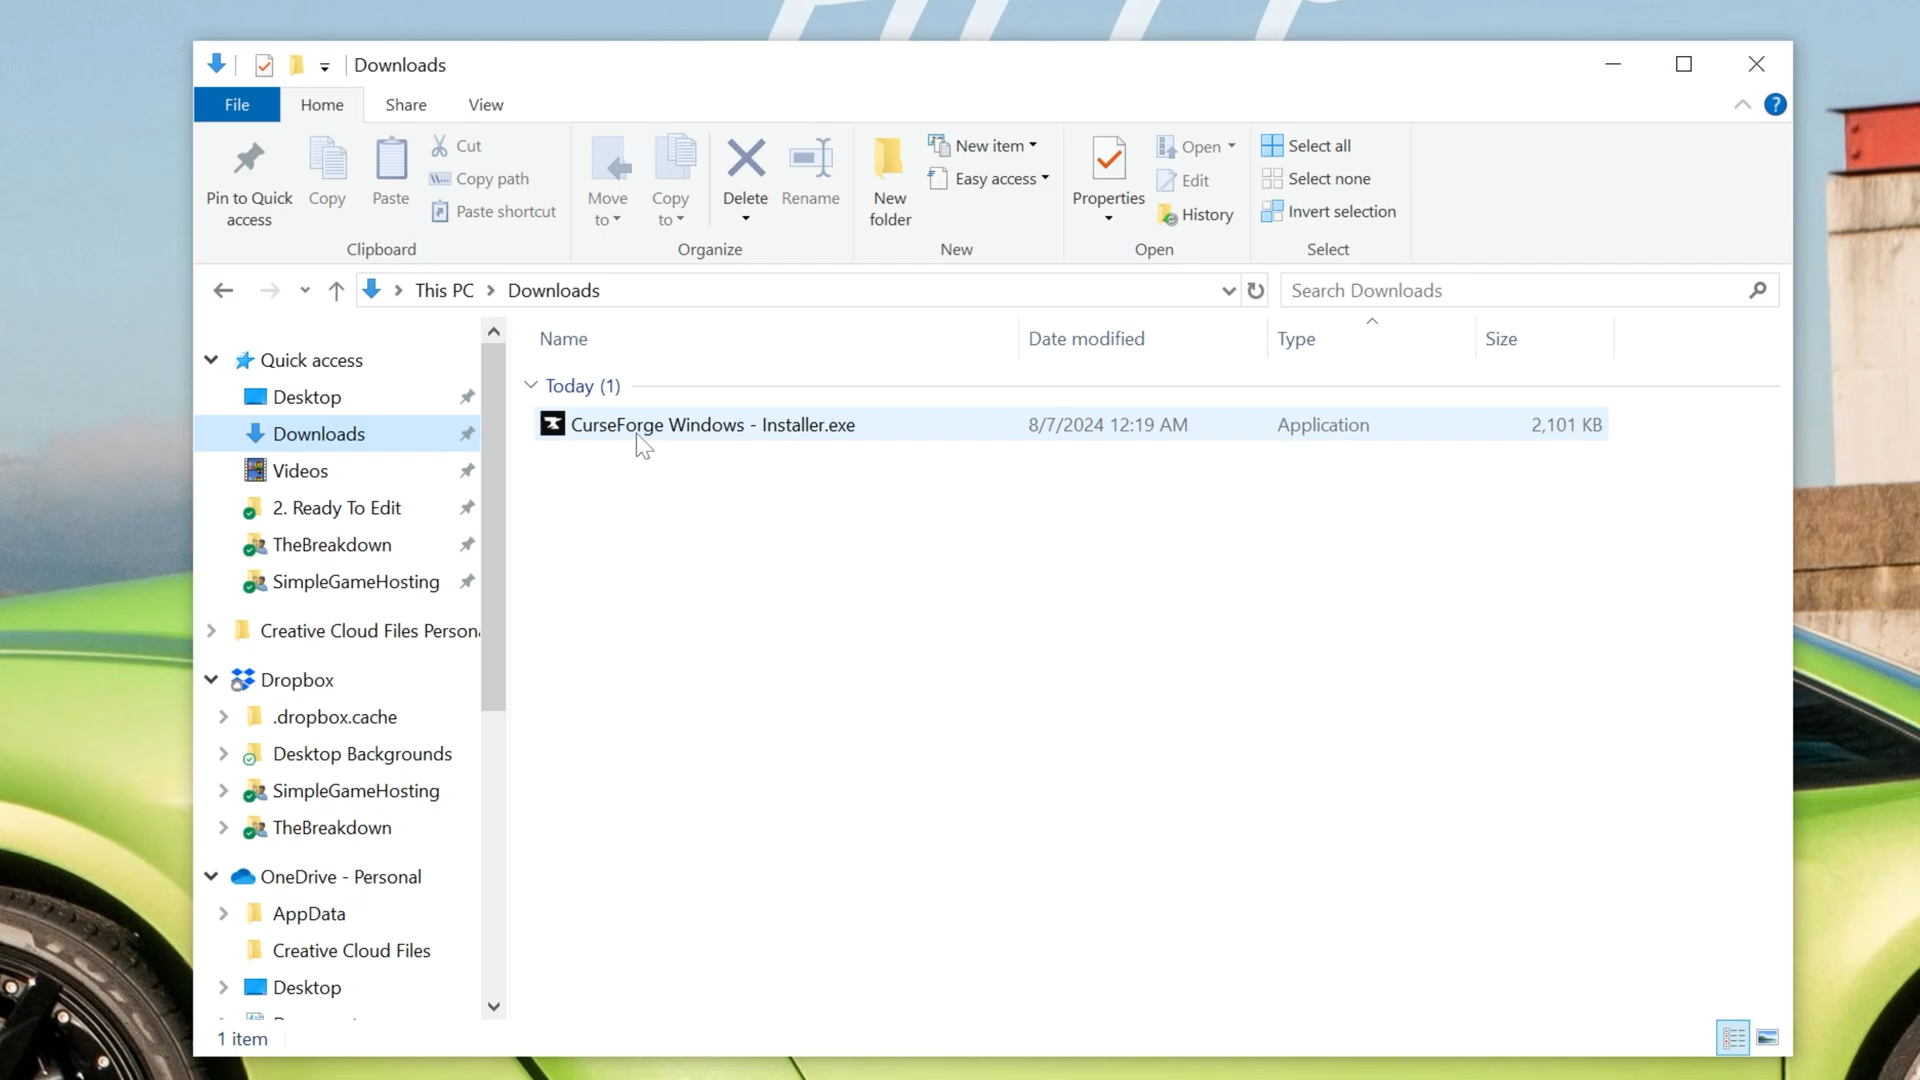 Downloads
File Home Share View
Pin to Quick access
Copy
Paste
Cut
Copy path
Paste shortcut
Clipboard
Move to
Copy to
Delete
Rename
Organize
New folder
New item
Easy access
New
Properties
Open
Edit
History
Open
Select all
Select none
Invert selection
Select
This PC > Downloads
Search Downloads
Name Date modified Type Size
Today (1)
CurseForge Windows - Installer.exe 8/7/2024 12:19 AM Application 2,101 KB
Quick access
Desktop
Downloads
Videos
2. Ready To Edit
TheBreakdown
SimpleGameHosting
Creative Cloud Files Persona
Dropbox
.dropbox.cache
Desktop Backgrounds
SimpleGameHosting
TheBreakdown
OneDrive - Personal
AppData
Creative Cloud Files
Desktop
1 item